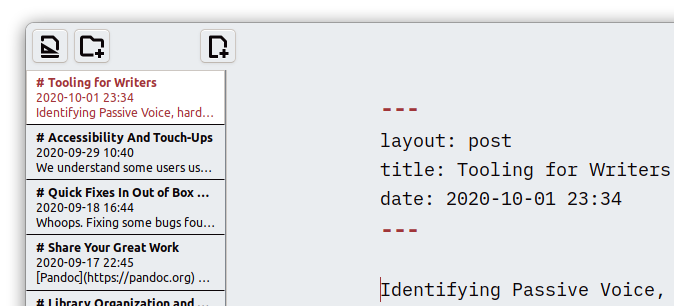 # Tooling for Writers
2020-10-01 23:34
Identifying Passive Voice, hard…
# Accessibility And Touch-Ups
2020-09-29 10:40
We understand some users us…
# Quick Fixes In Out of Box …
2020-09-18 16:44
Whoops. Fixing some bugs fou…
# Share Your Great Work
2020-09-17 22:45
[Pandoc](https://pandoc.org) …
# Library Organization and …
---
layout: post
title: Tooling for Writers
date: 2020-10-01 23:34
---
Identifying Passive Voice,